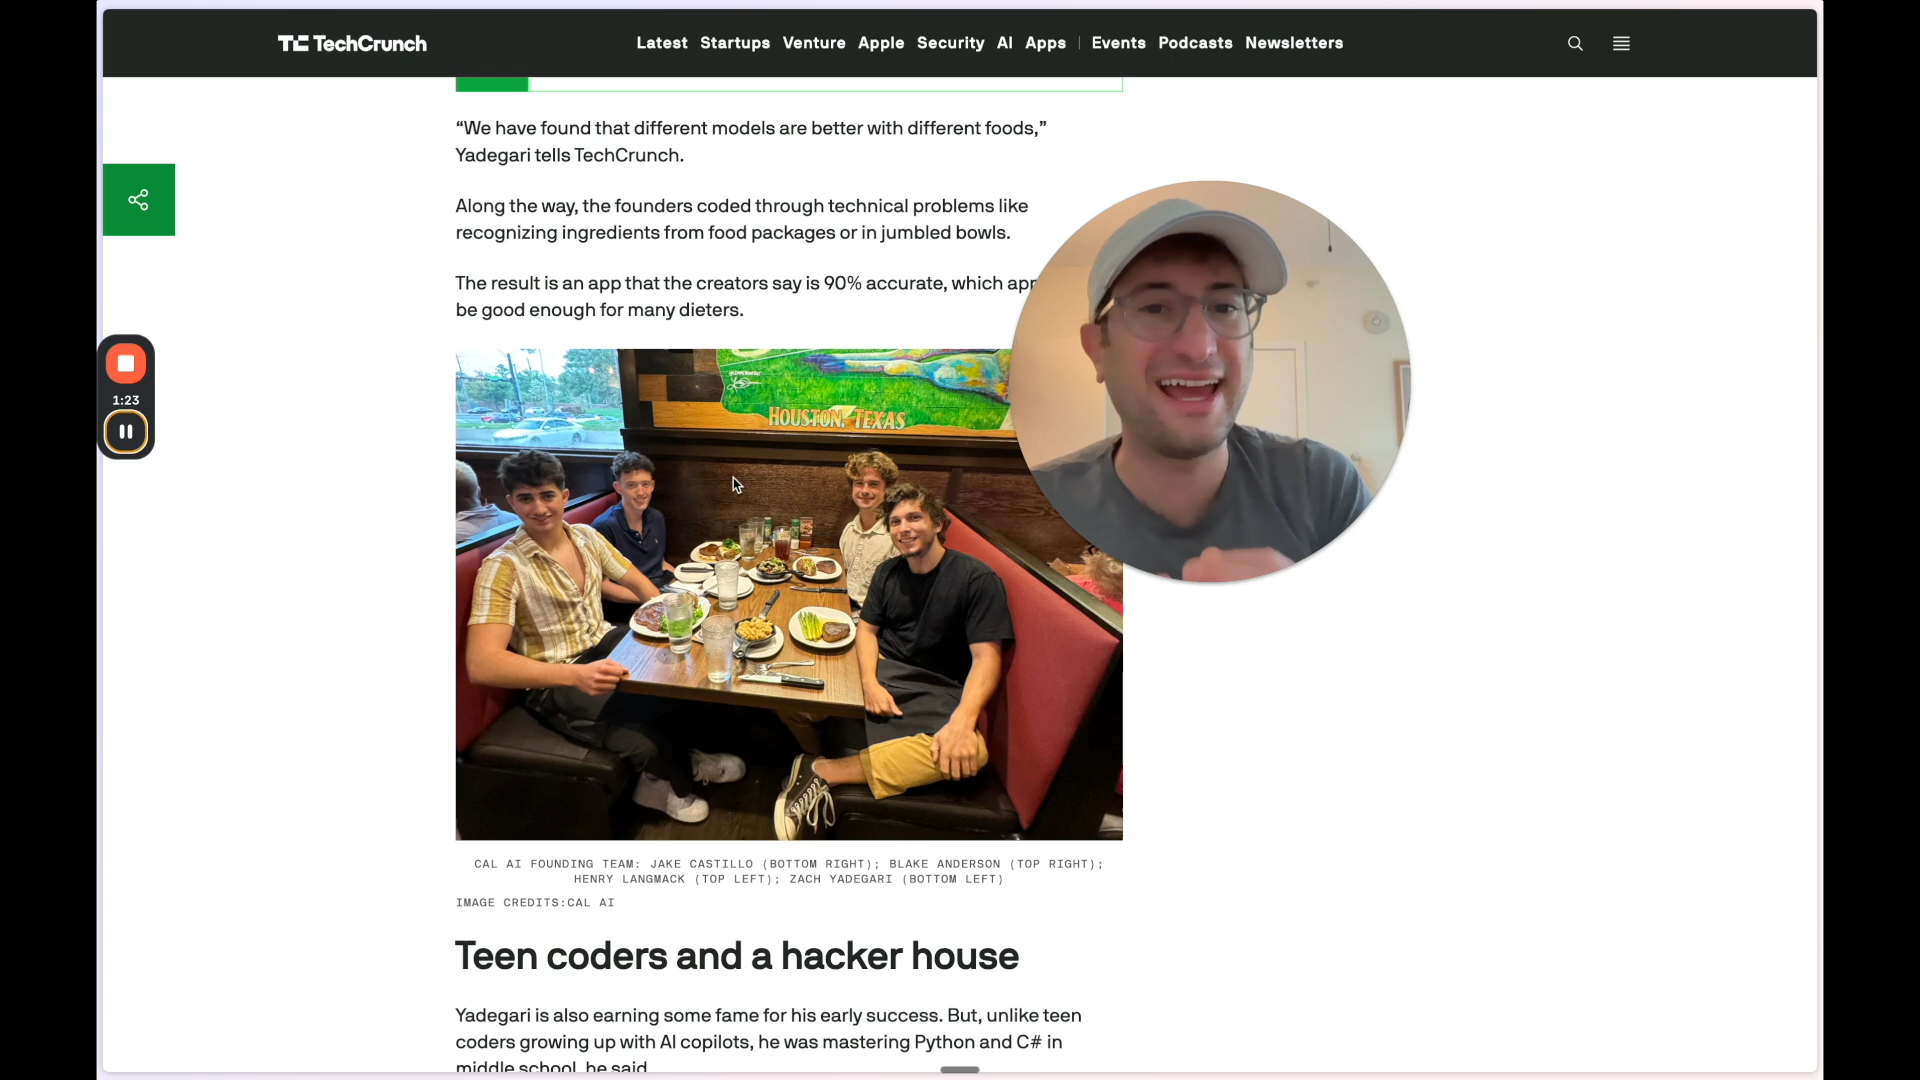 TechCrunch
Latest Startups Venture Apple Security AI Apps Events Podcasts Newsletters
“We have found that different models are better with different foods,”
Yadegari tells TechCrunch.
Along the way, the founders coded through technical problems like
recognizing ingredients from food packages or in jumbled bowls.
The result is an app that the creators say is 90% accurate, which app
be good enough for many dieters.
1:23
HOUSTON, TEXAS
CAL AI FOUNDING TEAM: JAKE CASTILLO (BOTTOM RIGHT); BLAKE ANDERSON (TOP RIGHT);
HENRY LANGMACK (TOP LEFT); ZACH YADEGARI (BOTTOM LEFT)
IMAGE CREDITS:CAL AI
Teen coders and a hacker house
Yadegari is also earning some fame for his early success. But, unlike teen
coders growing up with AI copilots, he was mastering Python and C# in
middle school, he said.